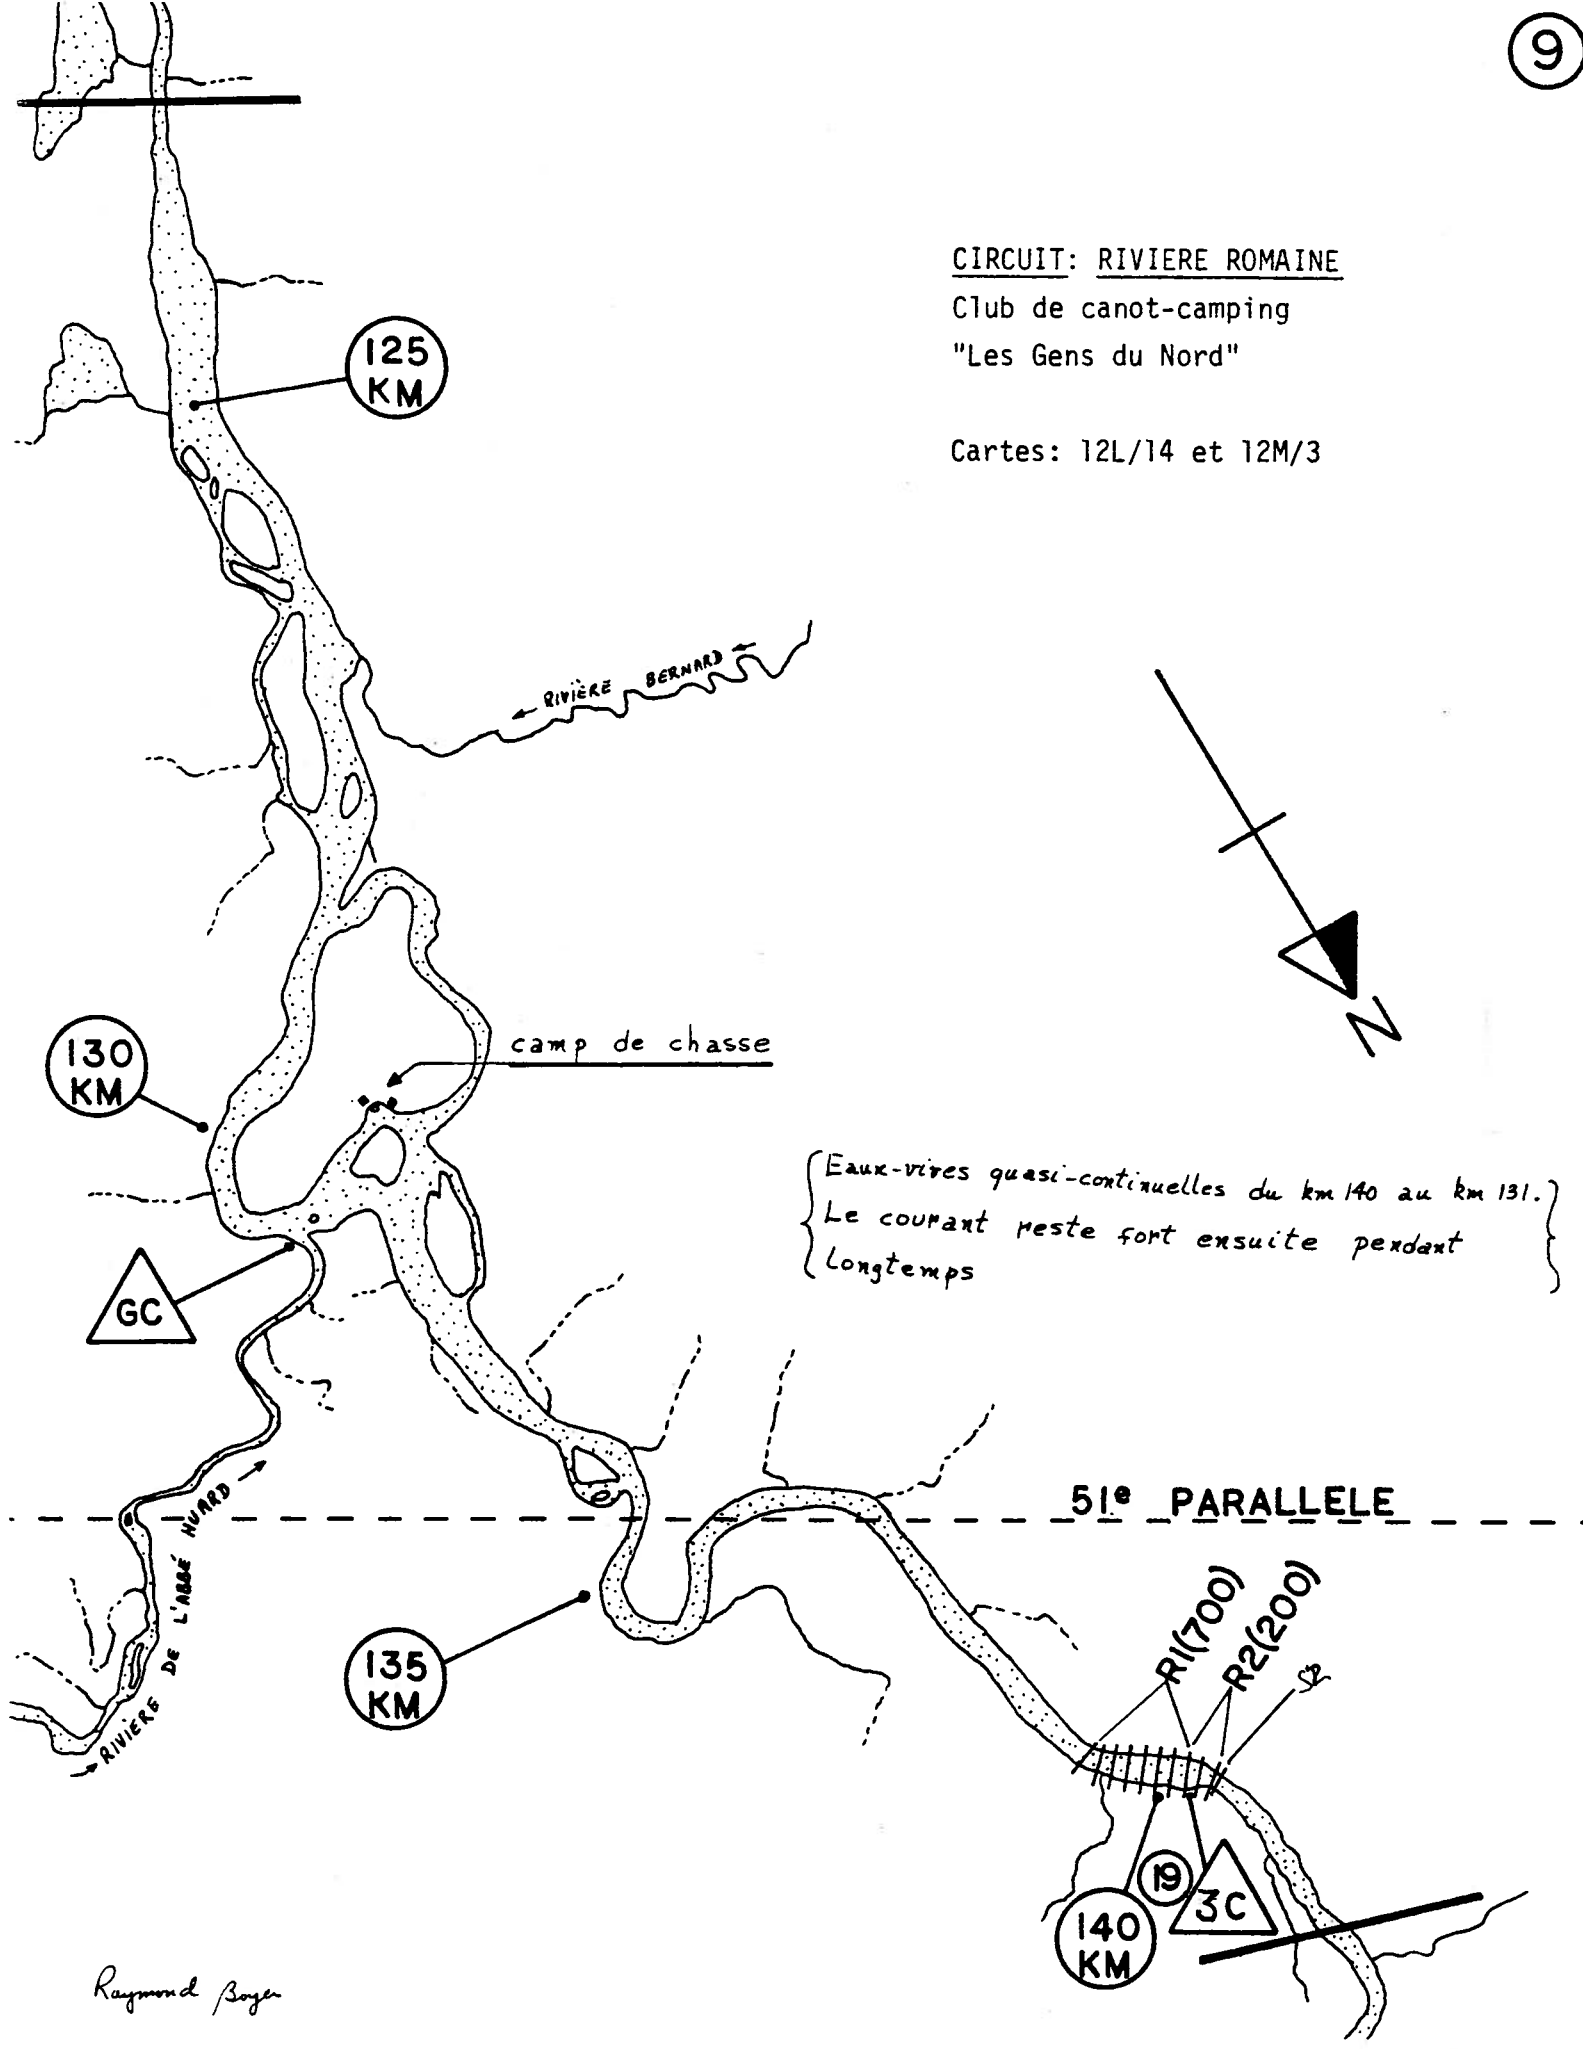 9
CIRCUIT: RIVIERE ROMAINE
Club de canot-camping
"Les Gens du Nord"
Cartes: 12L/14 et 12M/3
125
KM
RIVIÈRE BERNARD
N
130
KM
camp de chasse
Eaux-vives quasi-continuelles du km 140 au km 131.
Le courant reste fort ensuite pendant
longtemps
GC
51e PARALLELE
RIVIÈRE DE L'ABBÉ HUARD
135
KM
R1(700)
R2(200)
19
3C
140
KM
Raymond Boyer